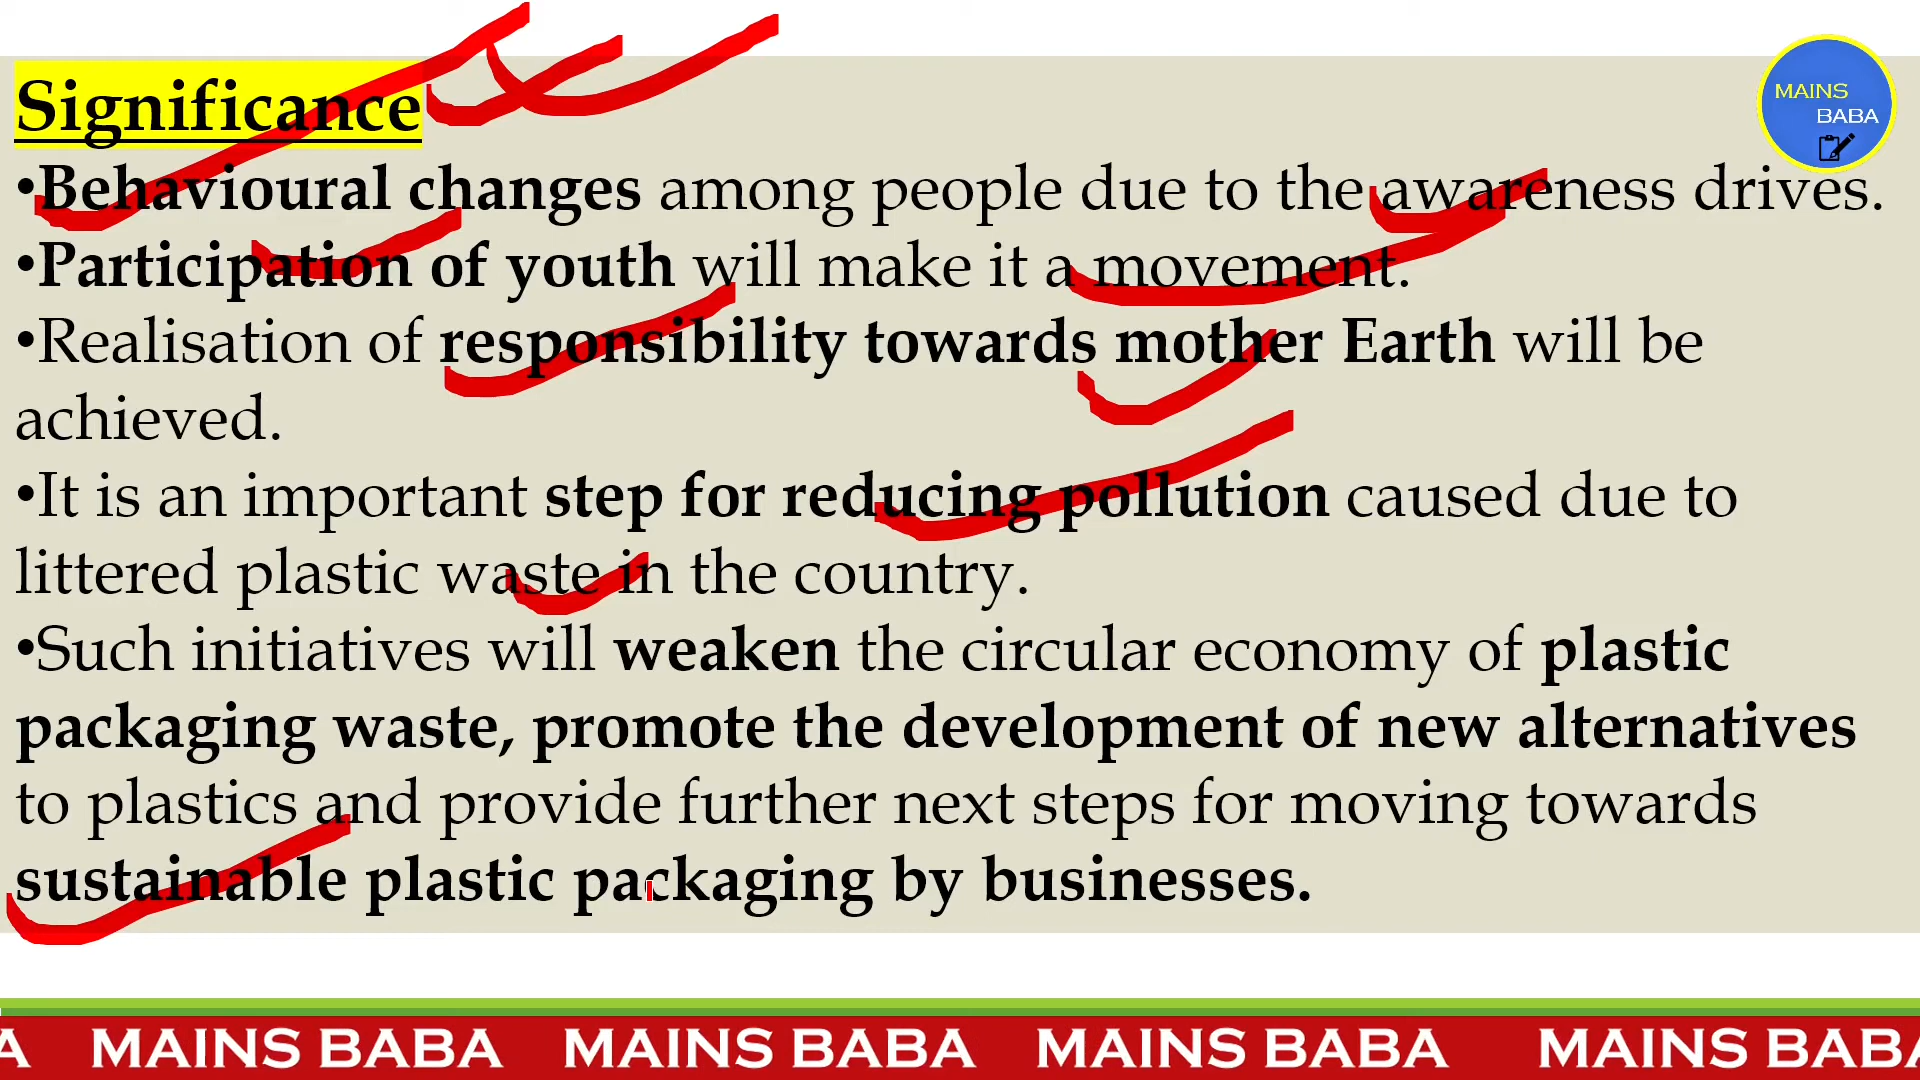 Significance
MAINS
BABA
•Behavioural changes among people due to the awareness drives.
•Participation of youth will make it a movement.
•Realisation of responsibility towards mother Earth will be
achieved.
•It is an important step for reducing pollution caused due to
littered plastic waste in the country.
•Such initiatives will weaken the circular economy of plastic
packaging waste, promote the development of new alternatives
to plastics and provide further next steps for moving towards
sustainable plastic packaging by businesses.
A MAINS BABA MAINS BABA MAINS BABA MAINS BABA